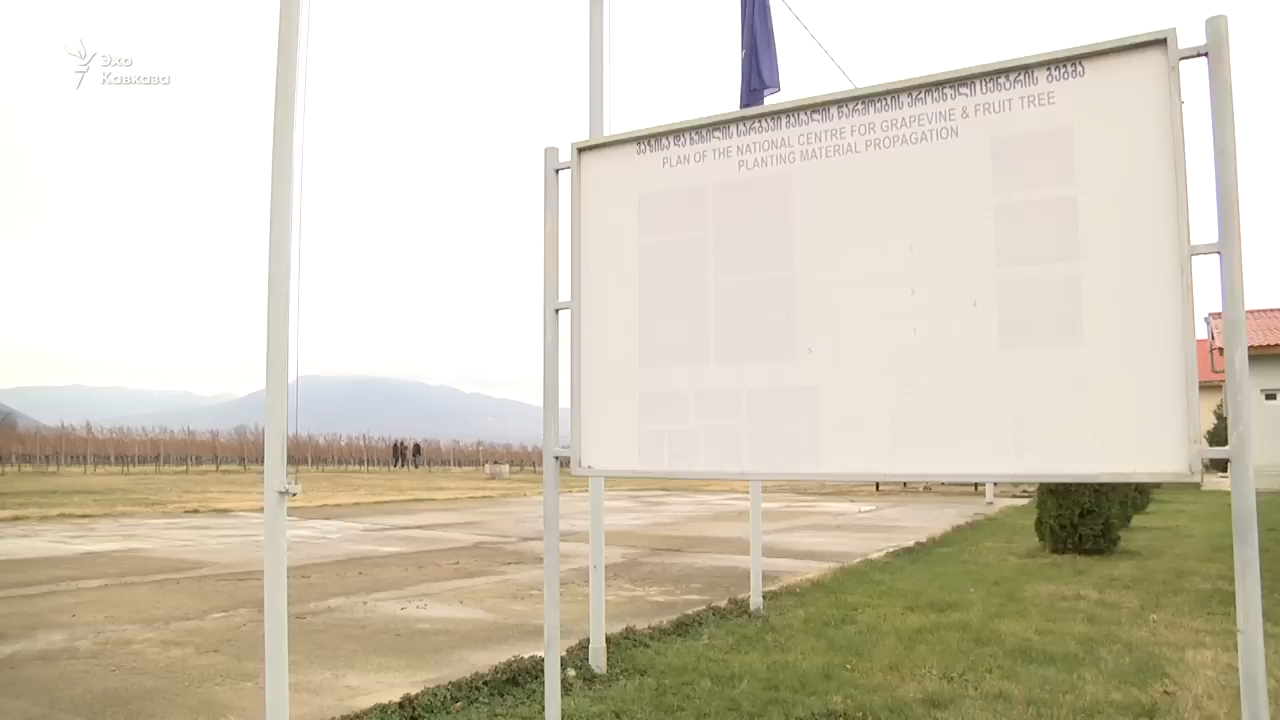 Эхо
Кавказа
ვაზისა და ხეხილის სარგავი მასალის წარმოების ეროვნული ცენტრის გეგმა
PLAN OF THE NATIONAL CENTRE FOR GRAPEVINE & FRUIT TREE
PLANTING MATERIAL PROPAGATION